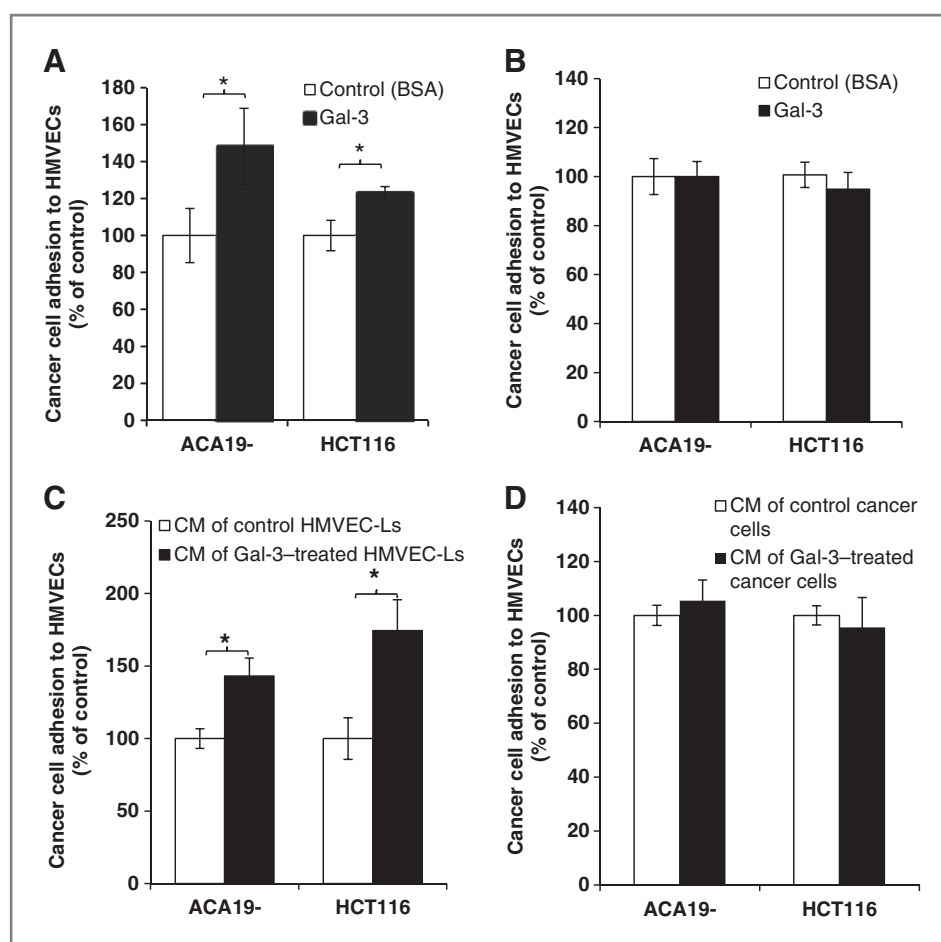 A
Cancer cell adhesion to HMVECs
(% of control)
180
160
140
120
100
80
60
40
20
0
*
*
Control (BSA)
Gal-3
ACA19-
HCT116
B
Cancer cell adhesion to HMVECs
(% of control)
140
120
100
80
60
40
20
0
Control (BSA)
Gal-3
ACA19-
HCT116
C
Cancer cell adhesion to HMVECs
(% of control)
250
200
150
100
50
0
CM of control HMVEC-Ls
CM of Gal-3–treated HMVEC-Ls
*
*
ACA19-
HCT116
D
Cancer cell adhesion to HMVECs
(% of control)
140
120
100
80
60
40
20
0
CM of control cancer
cells
CM of Gal-3–treated
cancer cells
ACA19-
HCT116